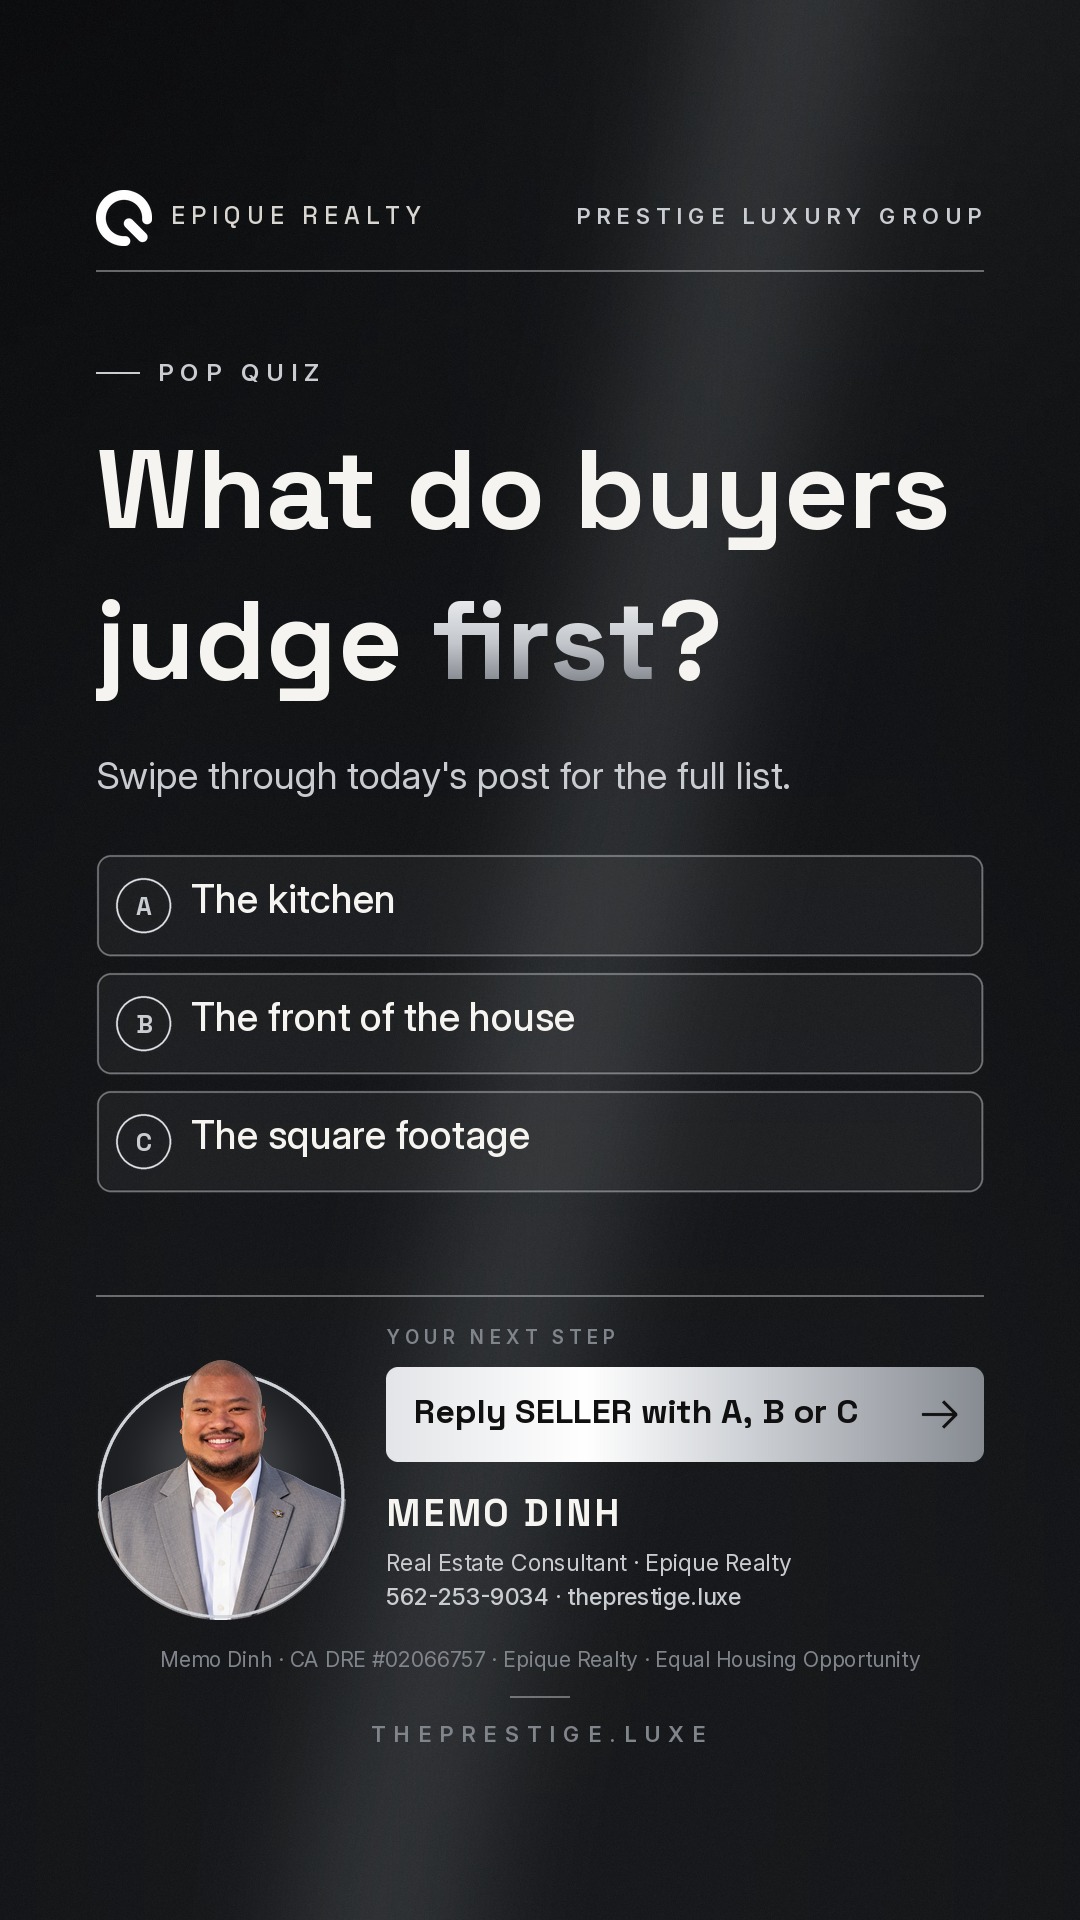 EPIQUE REALTY
PRESTIGE LUXURY GROUP
POP QUIZ
What do buyers
judge first?
Swipe through today's post for the full list.
A The kitchen
B The front of the house
C The square footage
YOUR NEXT STEP
Reply SELLER with A, B or C →
MEMO DINH
Real Estate Consultant · Epique Realty
562-253-9034 · theprestige.luxe
Memo Dinh · CA DRE #02066757 · Epique Realty · Equal Housing Opportunity
THEPRESTIGE.LUXE